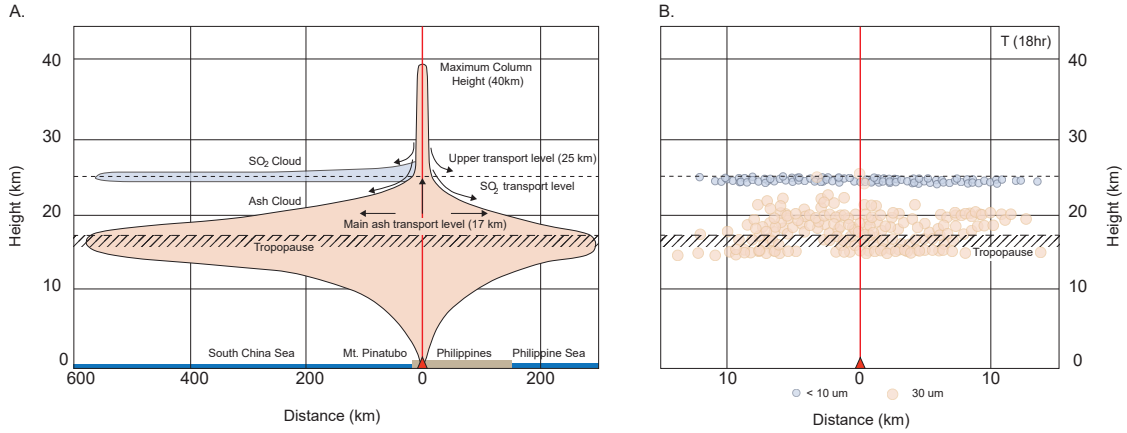 A.
Height (km)
40
30
20
10
0
Maximum Column
Height (40km)
SO2 Cloud
Upper transport level (25 km)
SO2 transport level
Ash Cloud
Main ash transport level (17 km)
Tropopause
South China Sea
Mt. Pinatubo
Philippines
Philippine Sea
600
400
200
0
200
Distance (km)
B.
T (18hr)
40
30
20
10
0
Height (km)
Tropopause
10
0
10
< 10 um
30 um
Distance (km)